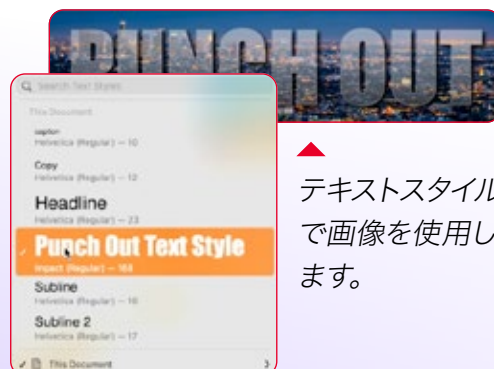 PUNCH OUT
Search Text Styles
This Document
caption
Helvetica (Regular) — 10
Copy
Helvetica (Regular) — 12
Headline
Helvetica (Regular) — 23
Punch Out Text Style
Impact (Regular) — 163
Subline
Helvetica (Regular) — 16
Subline 2
Helvetica (Regular) — 17
This Document
テキストスタイル
で画像を使用し
ます。